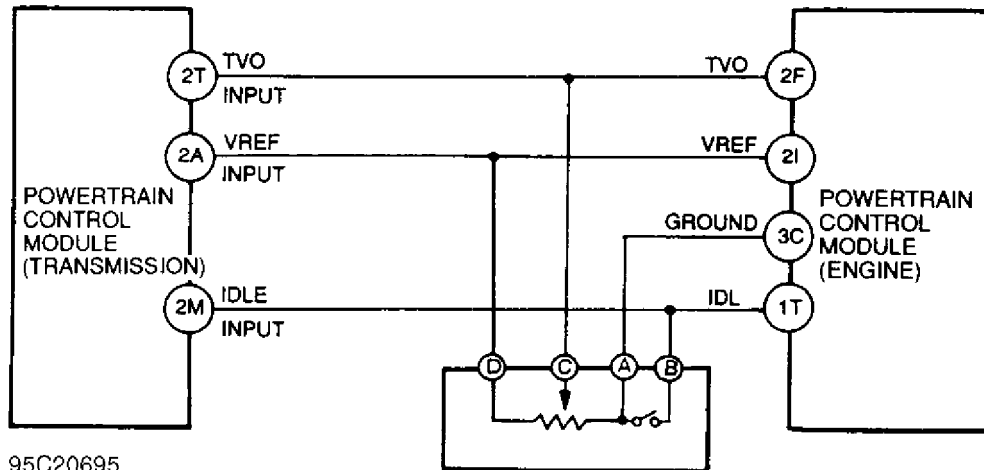 2T
TVO
INPUT
TVO
2F
2A
VREF
INPUT
VREF
2I
POWERTRAIN
CONTROL
MODULE
(TRANSMISSION)
GROUND
3C
POWERTRAIN
CONTROL
MODULE
(ENGINE)
2M
IDLE
INPUT
IDL
1T
D
C
A
B
95C20695